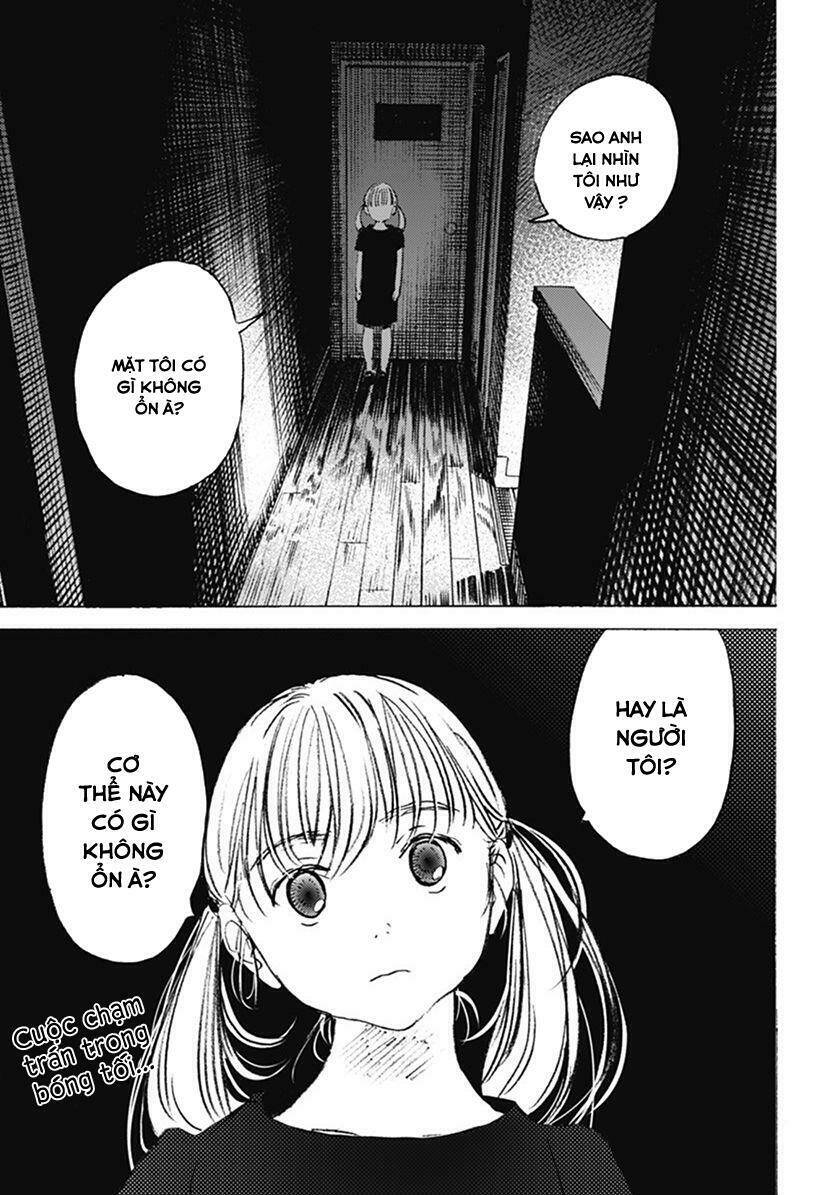 SAO ANH
LẠI NHÌN
TÔI NHƯ
VẬY ?
MẶT TÔI CÓ
GÌ KHÔNG
ỔN À?
HAY LÀ
NGƯỜI
TÔI?
CƠ
THỂ NÀY
CÓ GÌ
KHÔNG
ỔN À?
Cuộc chạm
trán trong
bóng tối...